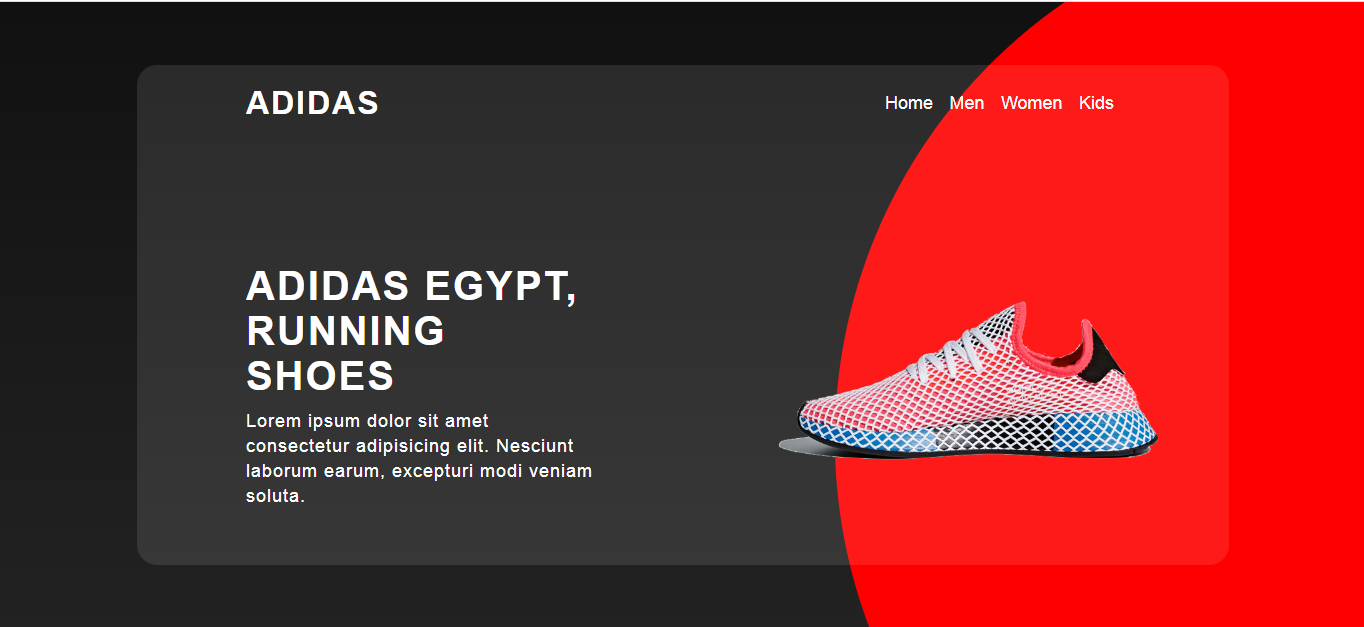 ADIDAS
Home Men Women Kids
ADIDAS EGYPT,
RUNNING
SHOES
Lorem ipsum dolor sit amet
consectetur adipisicing elit. Nesciunt
laborum earum, excepturi modi veniam
soluta.